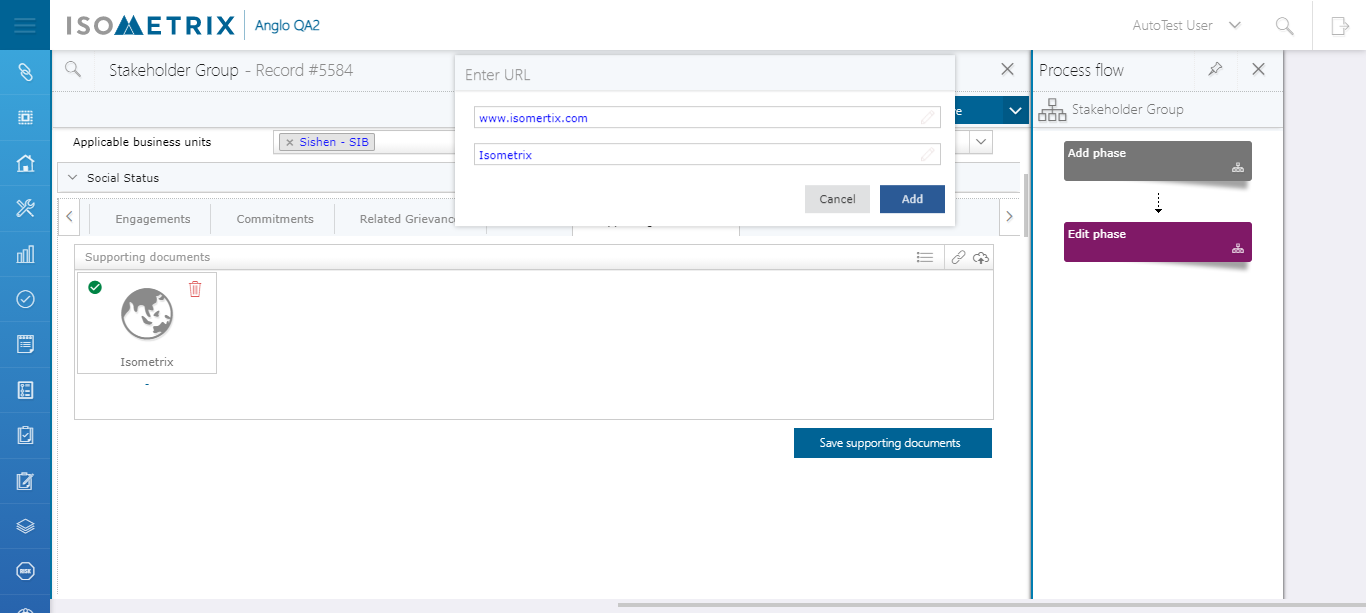 ISOMETRIX
Anglo QA2
AutoTest User
Stakeholder Group - Record #5584
Enter URL
www.isomertix.com
Isometrix
Cancel
Add
Applicable business units
× Sishen - SIB
Social Status
Engagements
Commitments
Related Grievanc
Supporting documents
Isometrix
-
Save supporting documents
Process flow
Stakeholder Group
Add phase
Edit phase